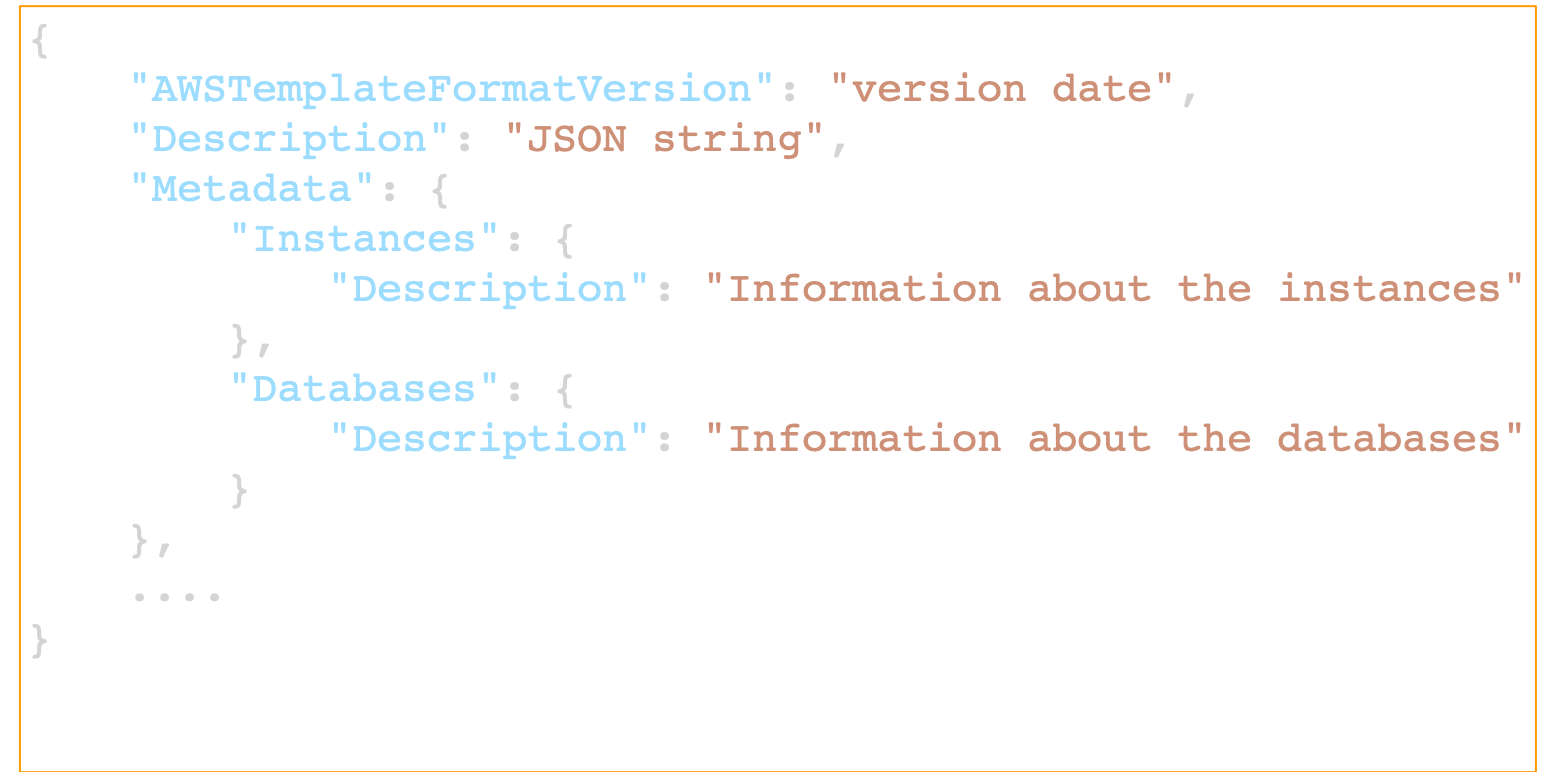 {
"AWSTemplateFormatVersion": "version date",
"Description": "JSON string",
"Metadata": {
"Instances": {
"Description": "Information about the instances"
},
"Databases": {
"Description": "Information about the databases"
}
},
....
}